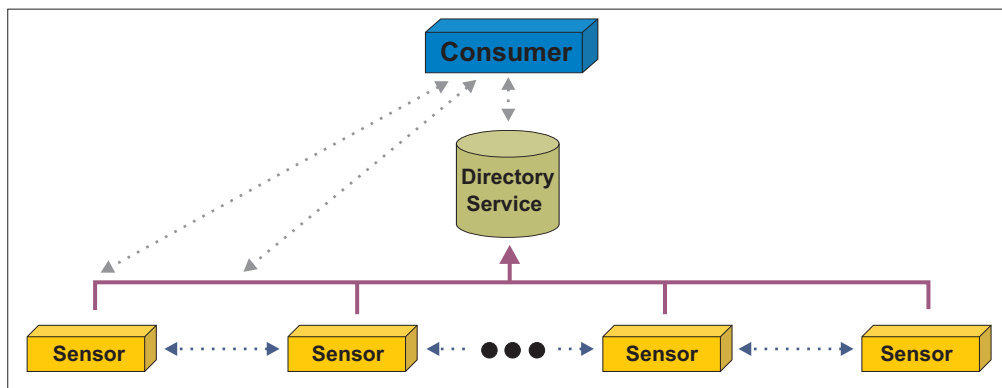 Consumer
Directory
Service
Sensor
Sensor
Sensor
Sensor